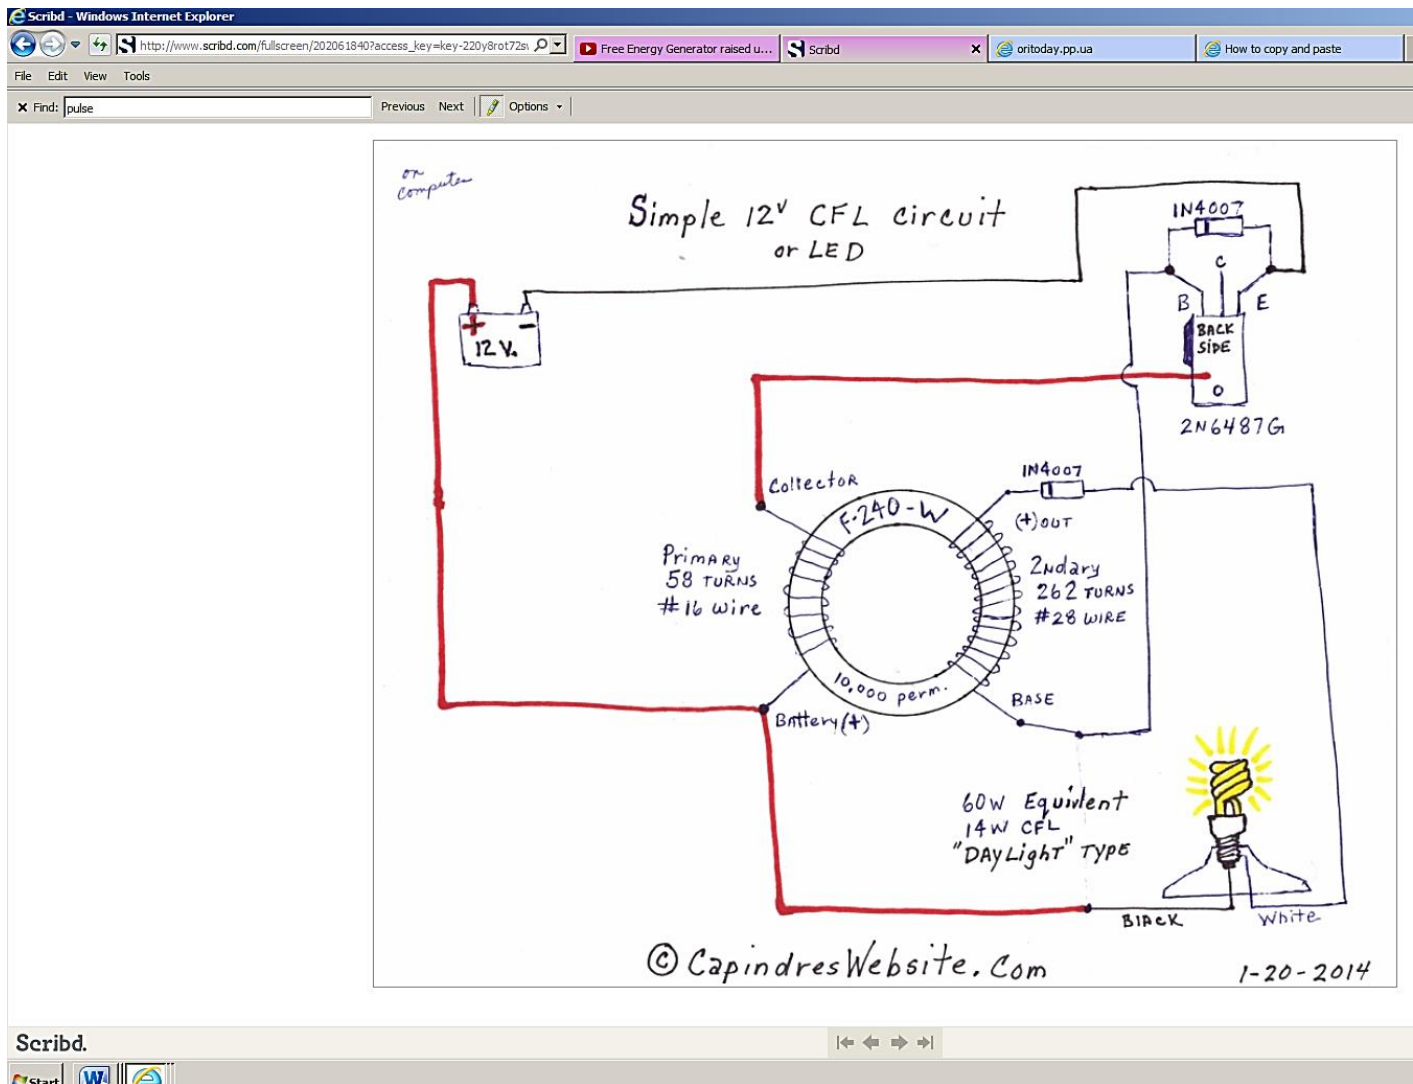 Scribd - Windows Internet Explorer
http://www.scribd.com/fullscreen/202061840?access_key=key-220y8rot72s
Free Energy Generator raised u...
Scribd
oritoday.pp.ua
How to copy and paste
File Edit View Tools
Find: pulse Previous Next Options
on
computer
Simple 12V CFL circuit
or LED
1N4007
C
B E
BACK
SIDE
2N6487G
+ -
12 V.
Collector
F-240-W
1N4007
(+) OUT
Primary
58 TURNS
#16 wire
2Ndary
262 TURNS
#28 WIRE
10,000 perm.
Battery (+)
BASE
60W Equivlent
14W CFL
"DAYLighT" TYPE
BlAcK
White
© CapindresWebsite.Com
1-20-2014
Scribd.
Start
W